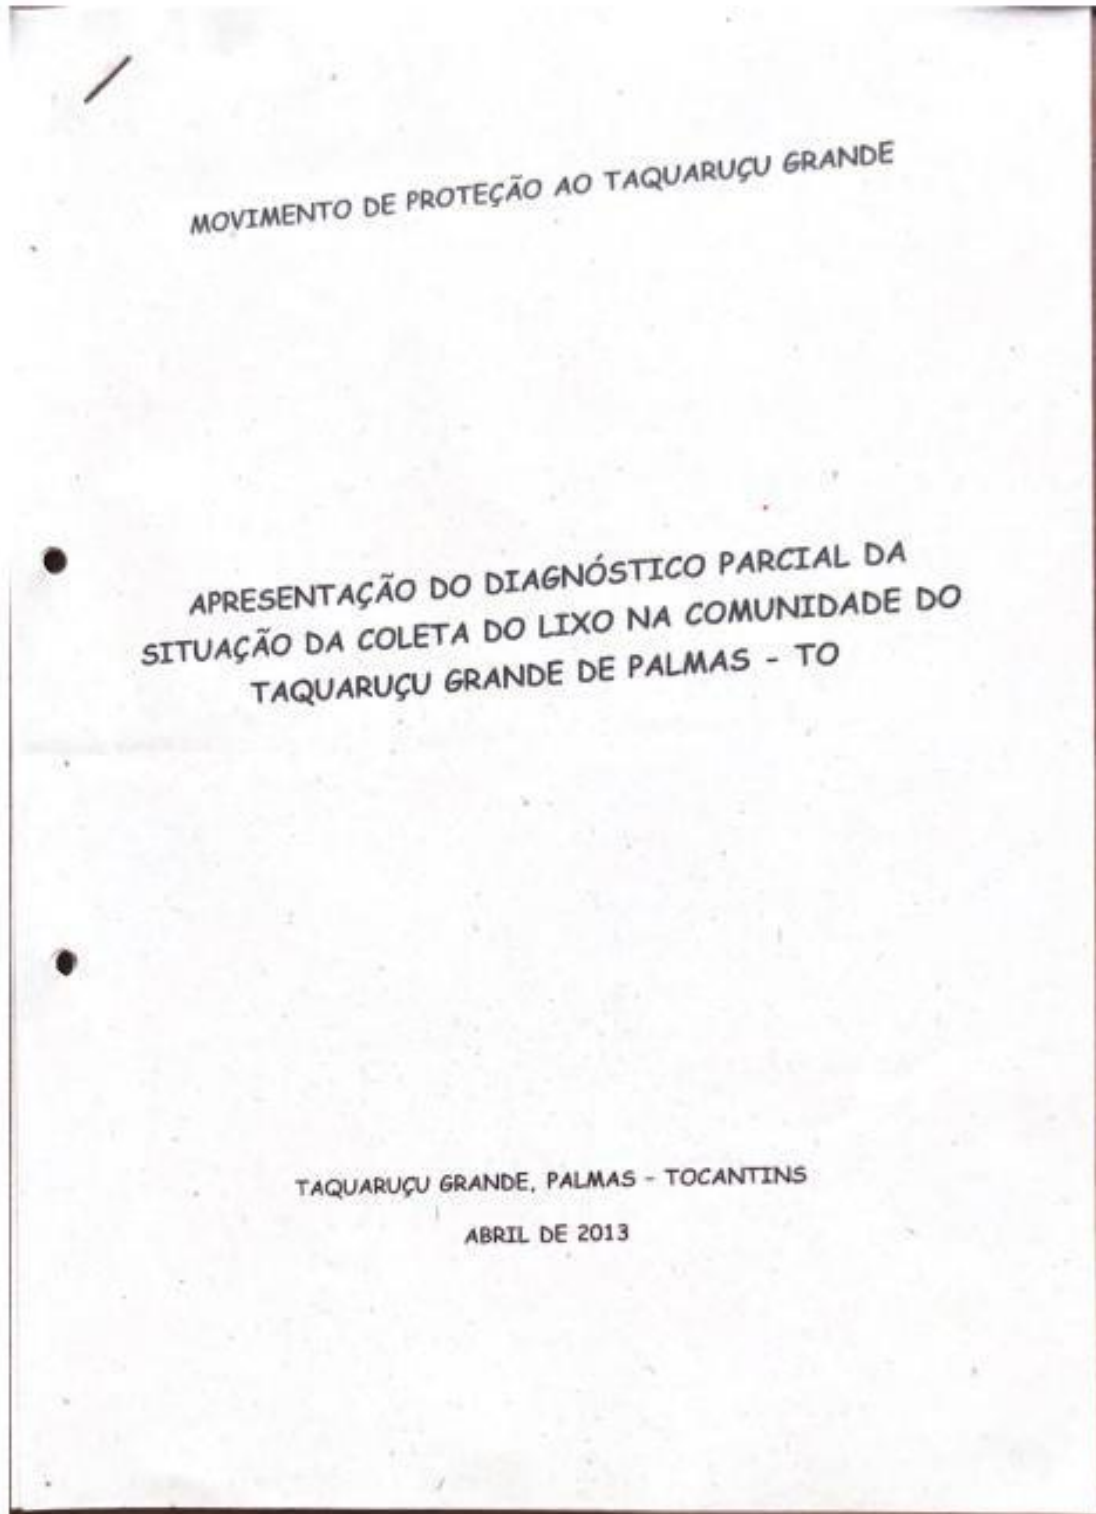 MOVIMENTO DE PROTEÇÃO AO TAQUARUÇU GRANDE
APRESENTAÇÃO DO DIAGNÓSTICO PARCIAL DA
SITUAÇÃO DA COLETA DO LIXO NA COMUNIDADE DO
TAQUARUÇU GRANDE DE PALMAS - TO
TAQUARUÇU GRANDE, PALMAS - TOCANTINS
ABRIL DE 2013